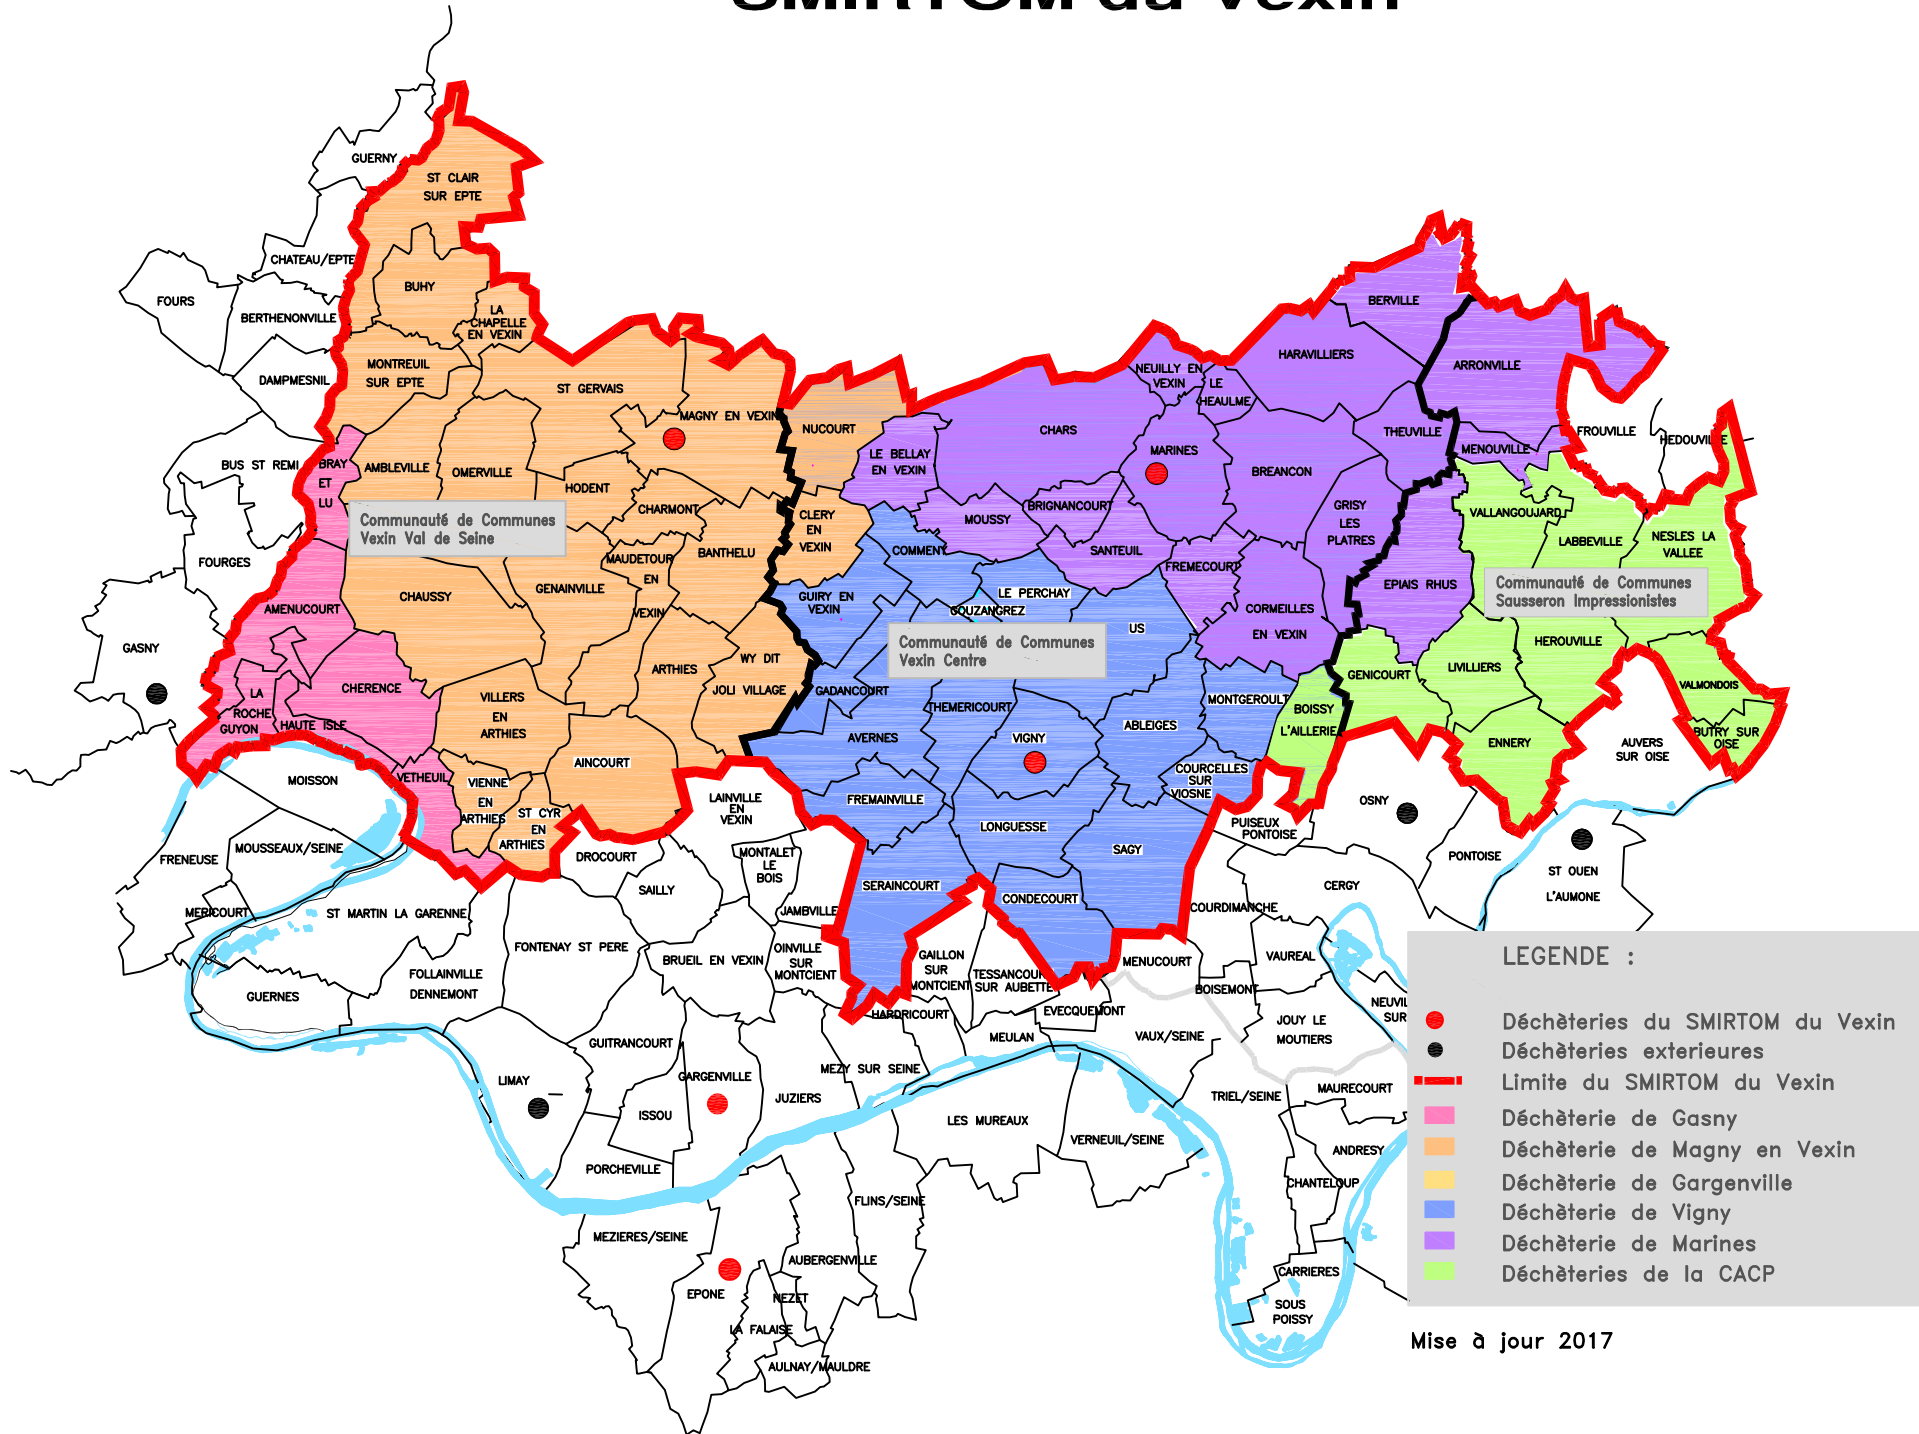 SMIRTOM du Vexin
GUERNY
ST CLAIR
SUR EPTE
CHATEAU/EPTE
FOURS
BERTHENONVILLE
BUHY
LA
CHAPELLE
EN VEXIN
DAMPMESNIL
MONTREUIL
SUR EPTE
ST GERVAIS
MAGNY EN VEXIN
NUCOURT
BUS ST REMI
BRAY
ET
LU
AMBLEVILLE
OMERVILLE
HODENT
CHARMONT
CLERY
EN
VEXIN
LE BELLAY
EN VEXIN
CHARS
NEUILLY EN
VEXIN
LE
HEAULME
HARAVILLIERS
BERVILLE
ARRONVILLE
MARINES
BREANCON
THEUVILLE
MENOUVILLE
FROUVILLE
HEDOUVILLE
Communauté de Communes
Vexin Val de Seine
MOUSSY
BRIGNANCOURT
SANTEUIL
GRISY
LES
PLATRES
VALLANGOUJARD
LABBEVILLE
NESLES LA
VALLEE
FOURGES
MAUDETOUR
EN
VEXIN
BANTHELU
GENAINVILLE
CHAUSSY
AMENUCOURT
COMMENY
GUIRY EN
VEXIN
LE PERCHAY
GOUZANGREZ
FREMECOURT
CORMEILLES
EN VEXIN
EPIAIS RHUS
Communauté de Communes
Sausseron Impressionistes
US
Communauté de Communes
Vexin Centre
GASNY
CHERENCE
LA
ROCHE
GUYON
HAUTE ISLE
VILLERS
EN
ARTHIES
ARTHIES
WY DIT
JOLI VILLAGE
GADANCOURT
THEMERICOURT
AVERNES
VIGNY
ABLEIGES
MONTGEROULT
BOISSY
L'AILLERIE
GENICOURT
LIVILLIERS
HEROUVILLE
VALMONDOIS
BUTRY SUR
OISE
ENNERY
AUVERS
SUR OISE
MOISSON
VETHEUIL
VIENNE
EN
ARTHIES
ST CYR
EN
ARTHIES
AINCOURT
LAINVILLE
EN
VEXIN
FREMAINVILLE
LONGUESSE
COURCELLES
SUR
VIOSNE
SAGY
PUISEUX
PONTOISE
OSNY
PONTOISE
ST OUEN
L'AUMONE
FRENEUSE
MOUSSEAUX/SEINE
MERICOURT
ST MARTIN LA GARENNE
DROCOURT
SAILLY
MONTALET
LE
BOIS
JAMBVILLE
SERAINCOURT
CONDECOURT
COURDIMANCHE
CERGY
FONTENAY ST PERE
BRUEIL EN VEXIN
OINVILLE
SUR
MONTCIENT
GAILLON
SUR
MONTCIENT
TESSANCOUR
SUR AUBETTE
MENUCOURT
VAUREAL
BOISEMONT
GUERNES
FOLLAINVILLE
DENNEMONT
HARDRICOURT
EVECQUEMONT
NEUVIL
SUR
JOUY LE
MOUTIERS
GUITRANCOURT
MEULAN
VAUX/SEINE
LIMAY
GARGENVILLE
MEZY SUR SEINE
JUZIERS
ISSOU
TRIEL/SEINE
MAURECOURT
LES MUREAUX
VERNEUIL/SEINE
ANDRESY
PORCHEVILLE
CHANTELOUP
FLINS/SEINE
MEZIERES/SEINE
AUBERGENVILLE
CARRIERES
SOUS
POISSY
EPONE
NEZET
LA FALAISE
AULNAY/MAULDRE
LEGENDE :
Déchèteries du SMIRTOM du Vexin
Déchèteries exterieures
Limite du SMIRTOM du Vexin
Déchèterie de Gasny
Déchèterie de Magny en Vexin
Déchèterie de Gargenville
Déchèterie de Vigny
Déchèterie de Marines
Déchèteries de la CACP
Mise à jour 2017